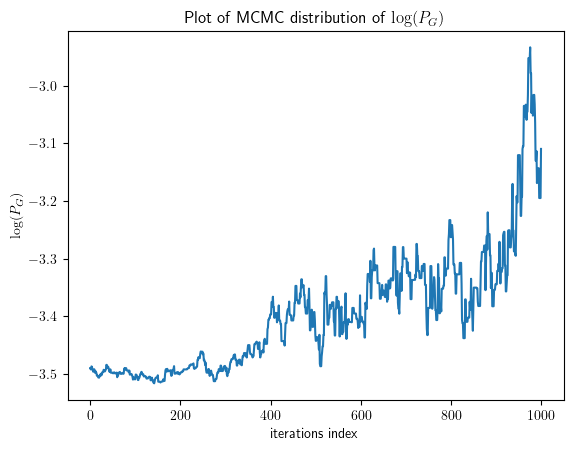 Plot of MCMC distribution of log(P_G)
log(P_G)
−3.0
−3.1
−3.2
−3.3
−3.4
−3.5
0 200 400 600 800 1000
iterations index